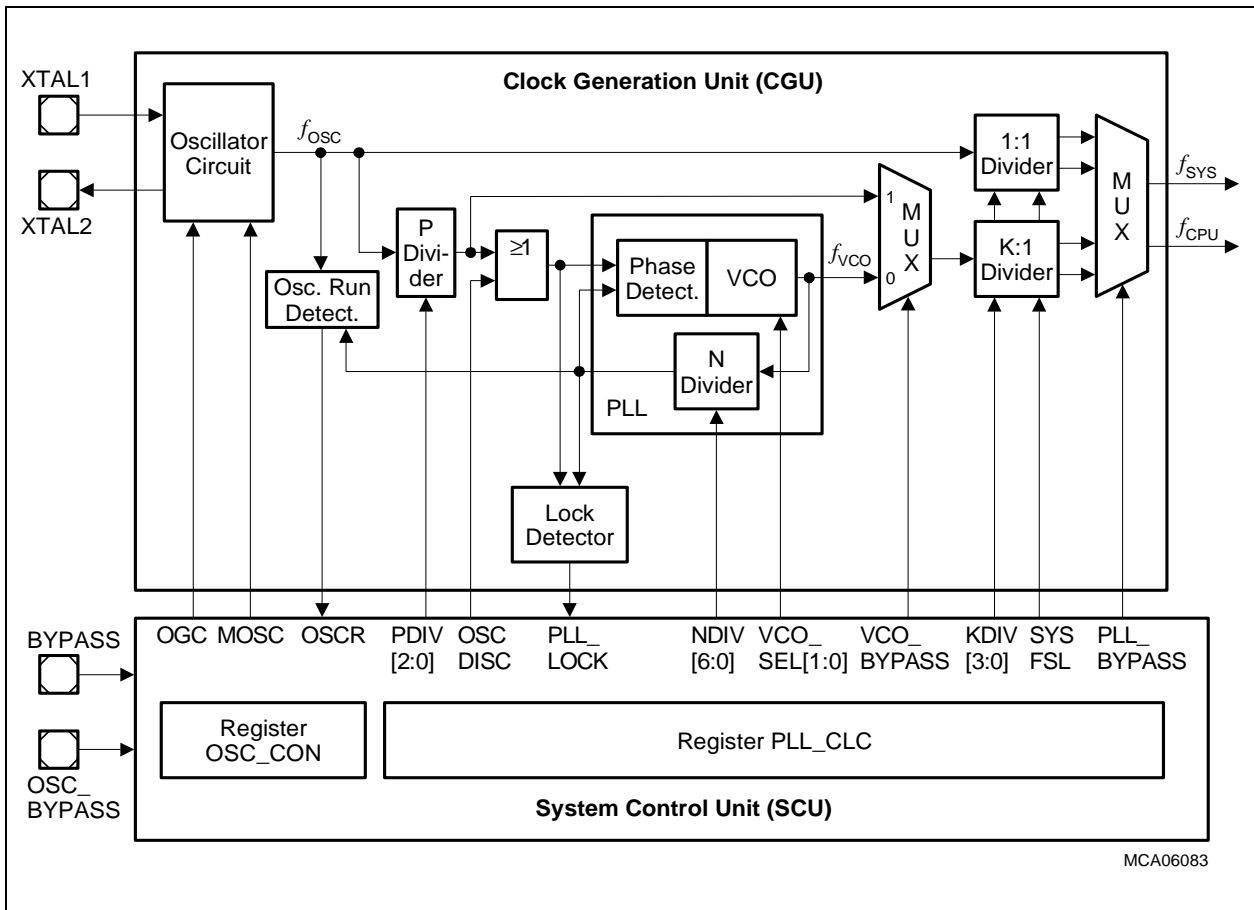 Clock Generation Unit (CGU)
XTAL1
XTAL2
Oscillator
Circuit
fOSC
1:1
Divider
M
U
X
fSYS
fCPU
P
Divi-
der
≥1
Osc. Run
Detect.
Phase
Detect.
VCO
fVCO
1
0
M
U
X
K:1
Divider
N
Divider
PLL
Lock
Detector
BYPASS
OSC_
BYPASS
OGC
MOSC
OSCR
PDIV
[2:0]
OSC
DISC
PLL_
LOCK
NDIV
[6:0]
VCO_
SEL[1:0]
VCO_
BYPASS
KDIV
[3:0]
SYS
FSL
PLL_
BYPASS
Register
OSC_CON
Register PLL_CLC
System Control Unit (SCU)
MCA06083